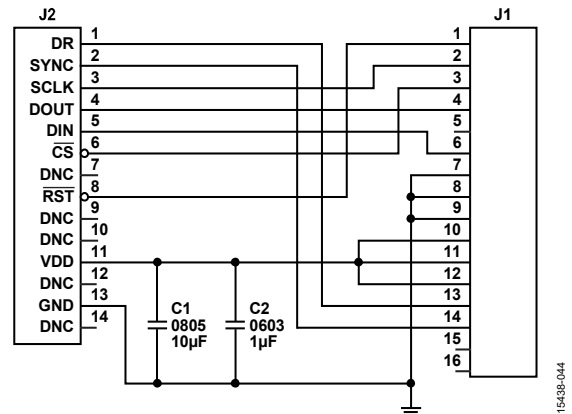 J2
J1
DR
1
SYNC
2
SCLK
3
DOUT
4
DIN
5
CS
6
DNC
7
RST
8
DNC
9
DNC
10
VDD
11
DNC
12
GND
13
DNC
14
C1
0805
10µF
C2
0603
1µF
1
2
3
4
5
6
7
8
9
10
11
12
13
14
15
16
15438-044